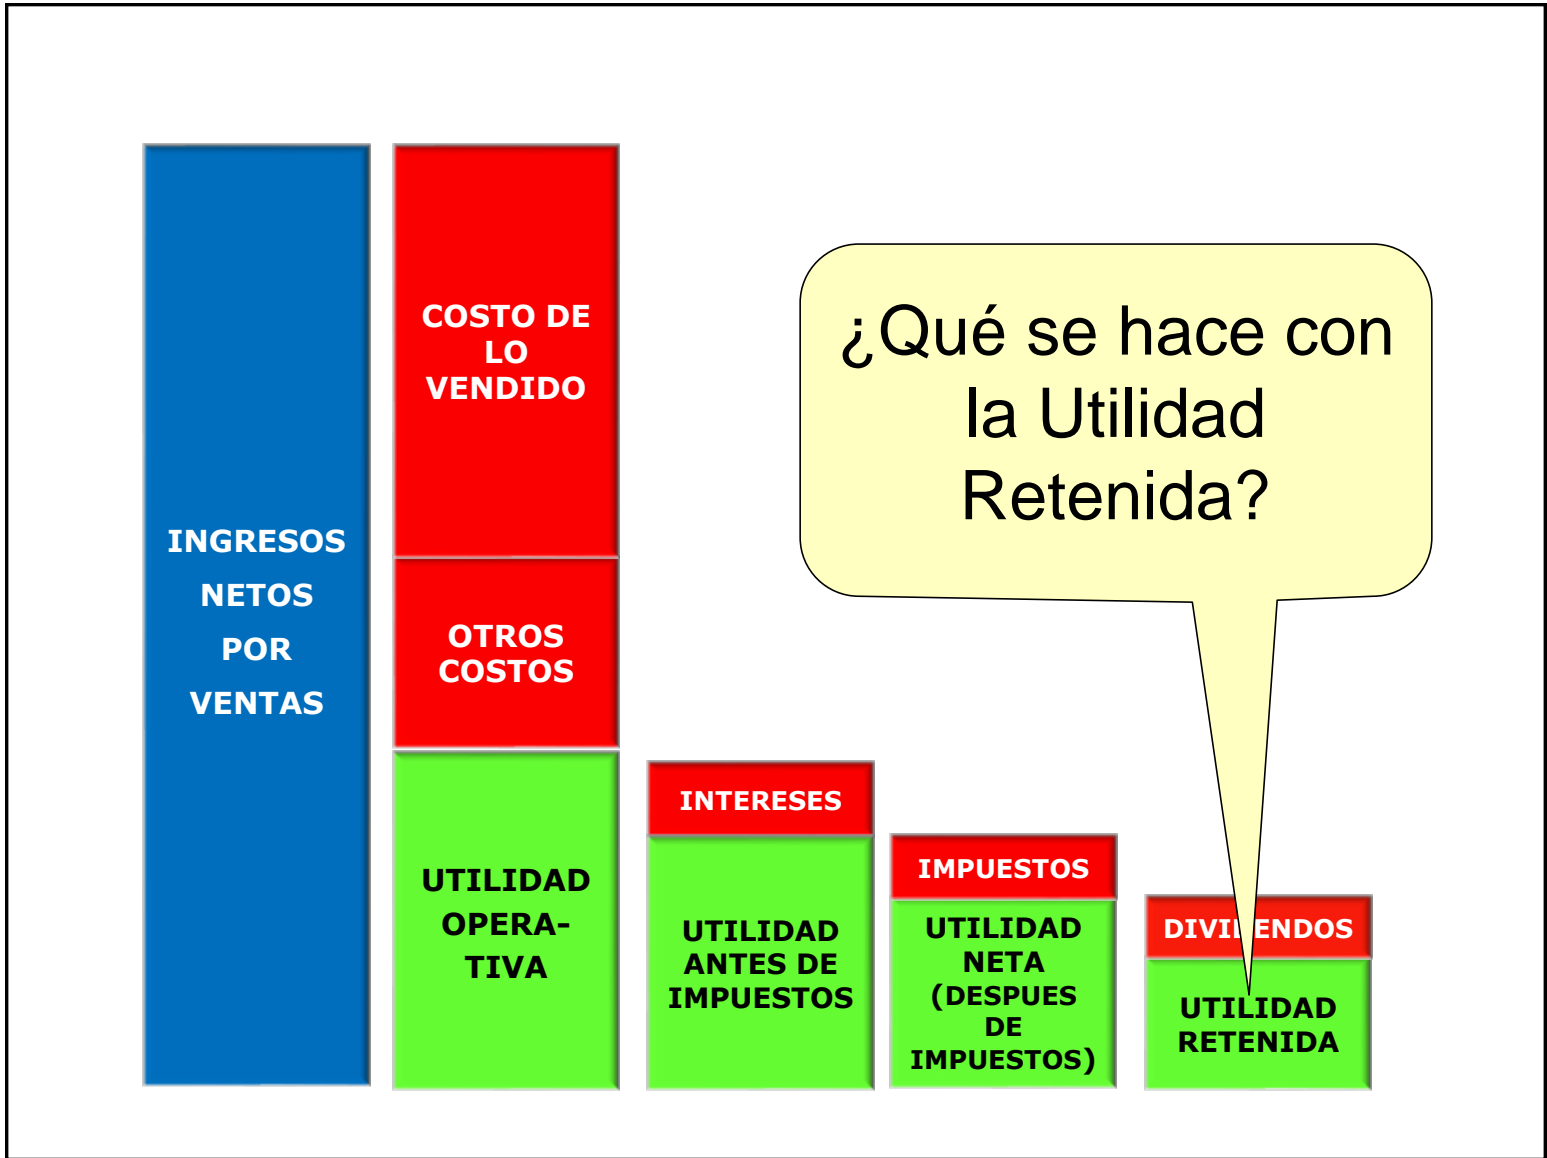 INGRESOS
NETOS
POR
VENTAS
COSTO DE
LO
VENDIDO
OTROS
COSTOS
UTILIDAD
OPERA-
TIVA
INTERESES
UTILIDAD
ANTES DE
IMPUESTOS
IMPUESTOS
UTILIDAD
NETA
(DESPUES
DE
IMPUESTOS)
¿Qué se hace con
la Utilidad
Retenida?
DIVIDENDOS
UTILIDAD
RETENIDA